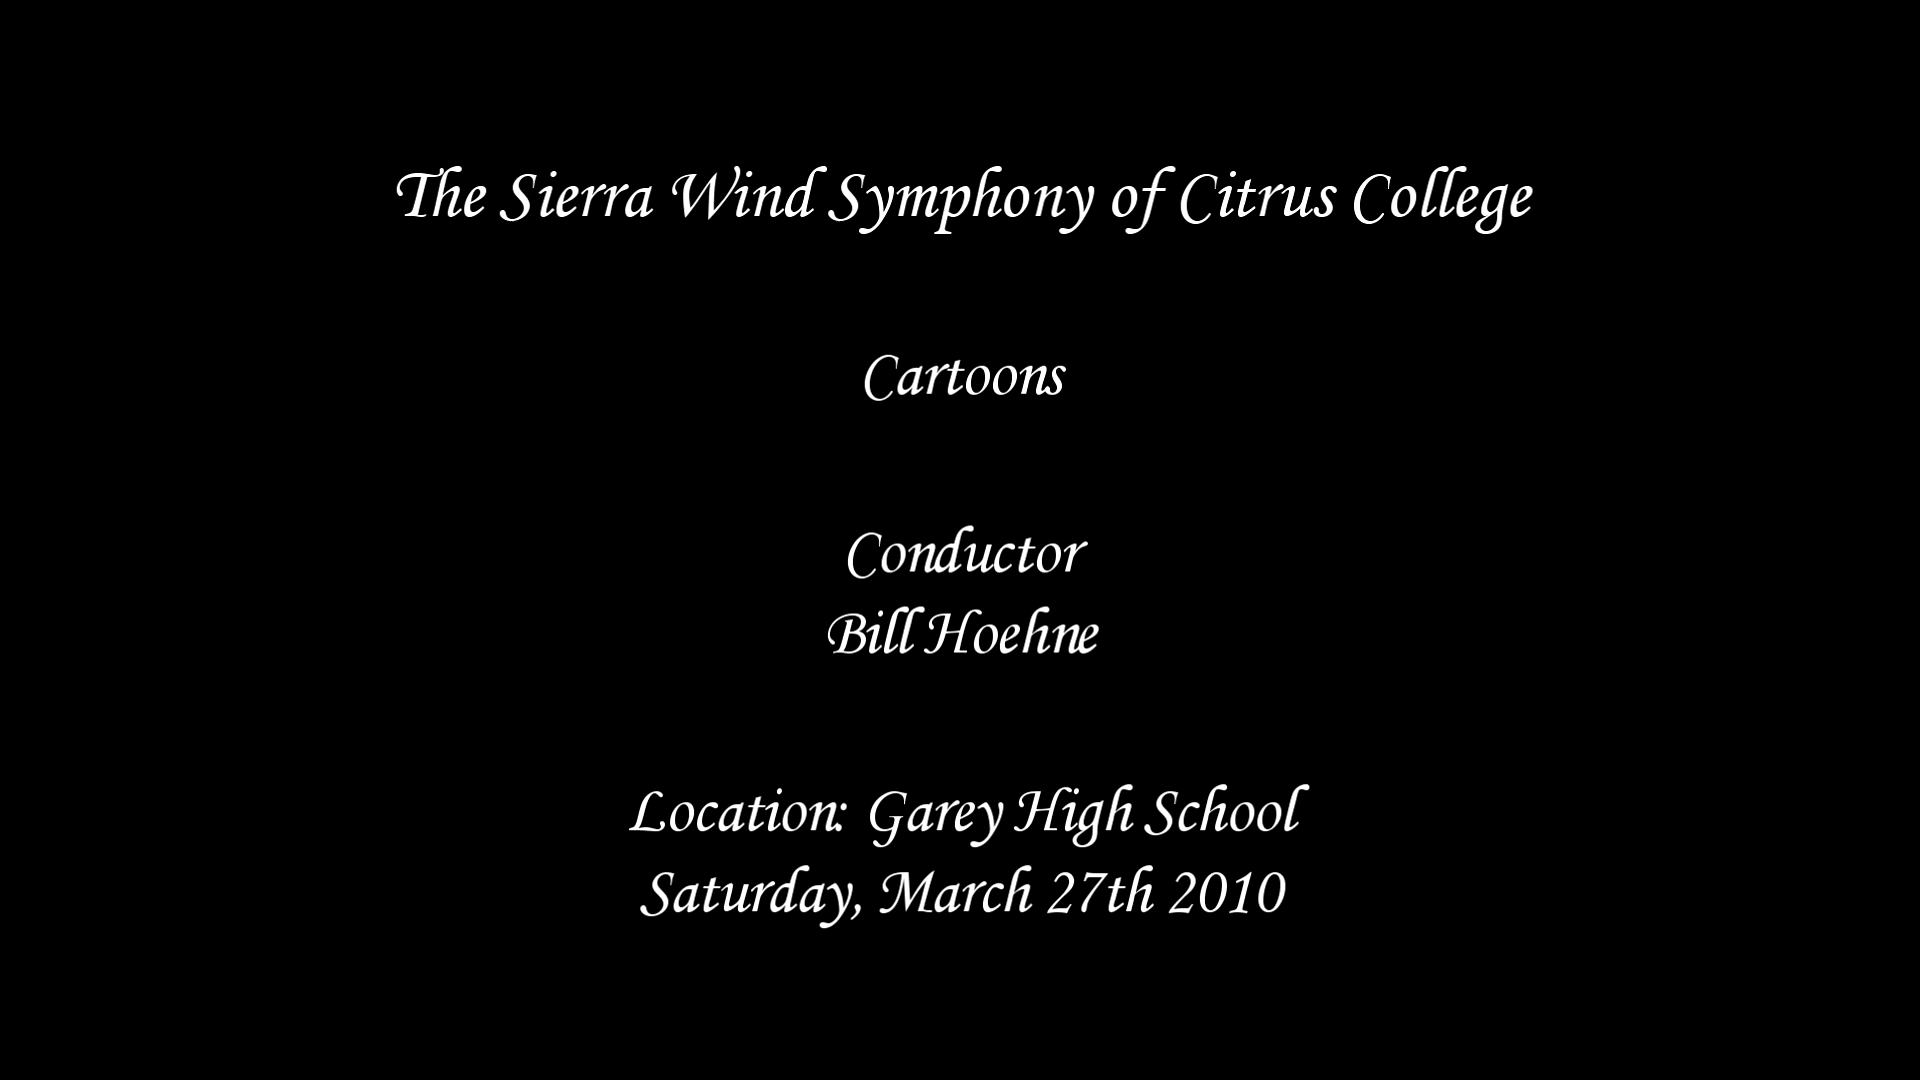 The Sierra Wind Symphony of Citrus College
Cartoons
Conductor
Bill Hoehne
Location: Garey High School
Saturday, March 27th 2010